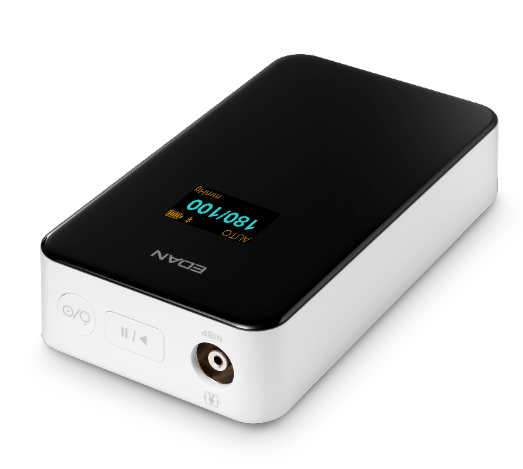 AUTO
180/100
mmHg
EDAN
NIBP